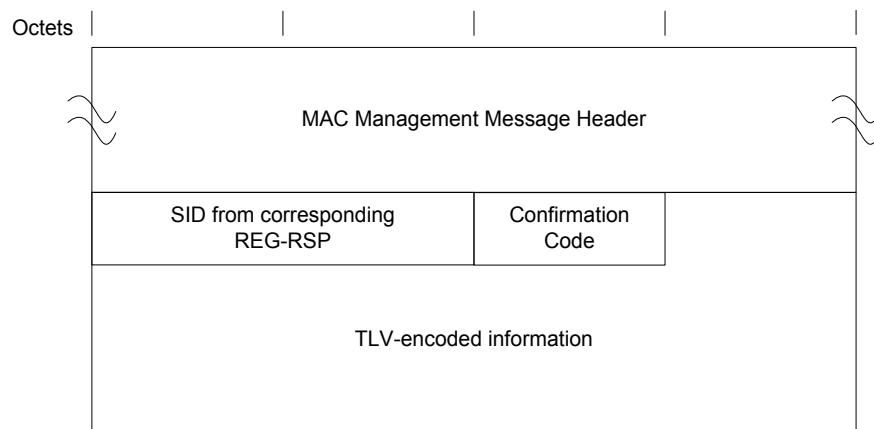 Octets
MAC Management Message Header
SID from corresponding
REG-RSP
Confirmation
Code
TLV-encoded information